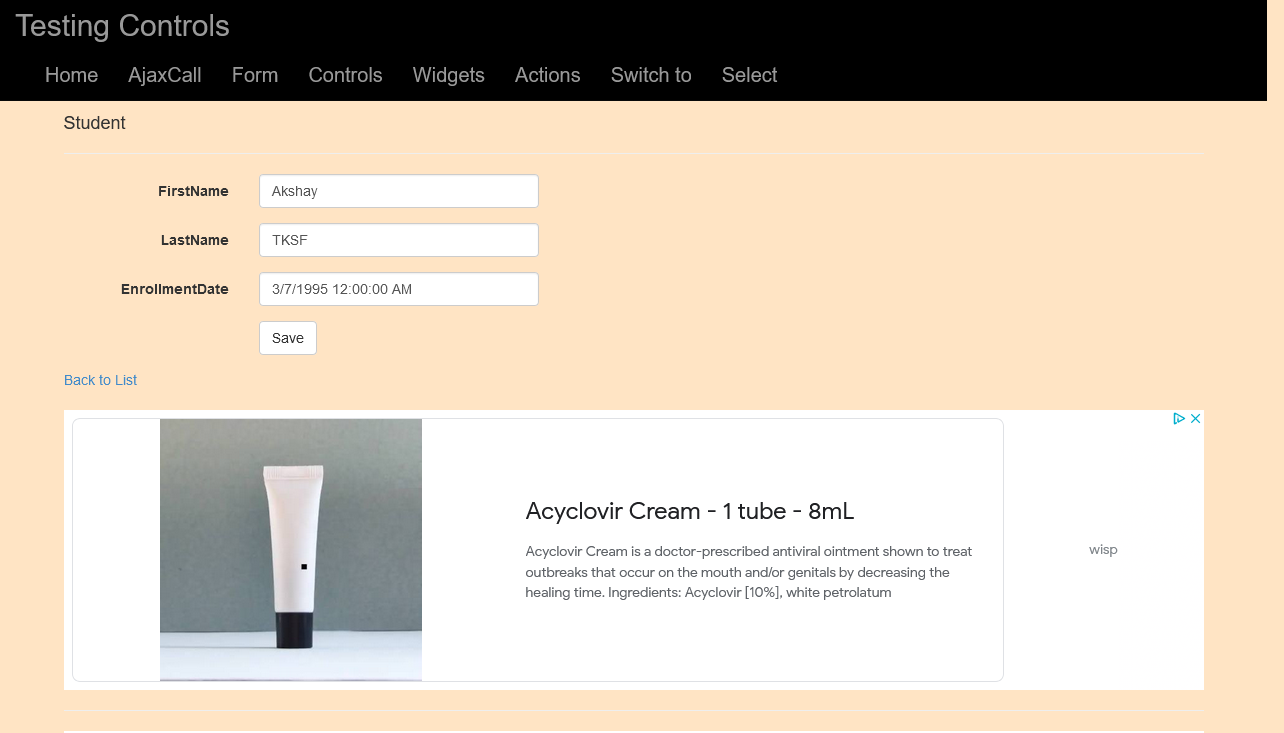 Testing Controls
Home AjaxCall Form Controls Widgets Actions Switch to Select
Student
FirstName Akshay
LastName TKSF
EnrollmentDate 3/7/1995 12:00:00 AM
Save
Back to List
Acyclovir Cream - 1 tube - 8mL
Acyclovir Cream is a doctor-prescribed antiviral ointment shown to treat
outbreaks that occur on the mouth and/or genitals by decreasing the
healing time. Ingredients: Acyclovir [10%], white petrolatum
wisp